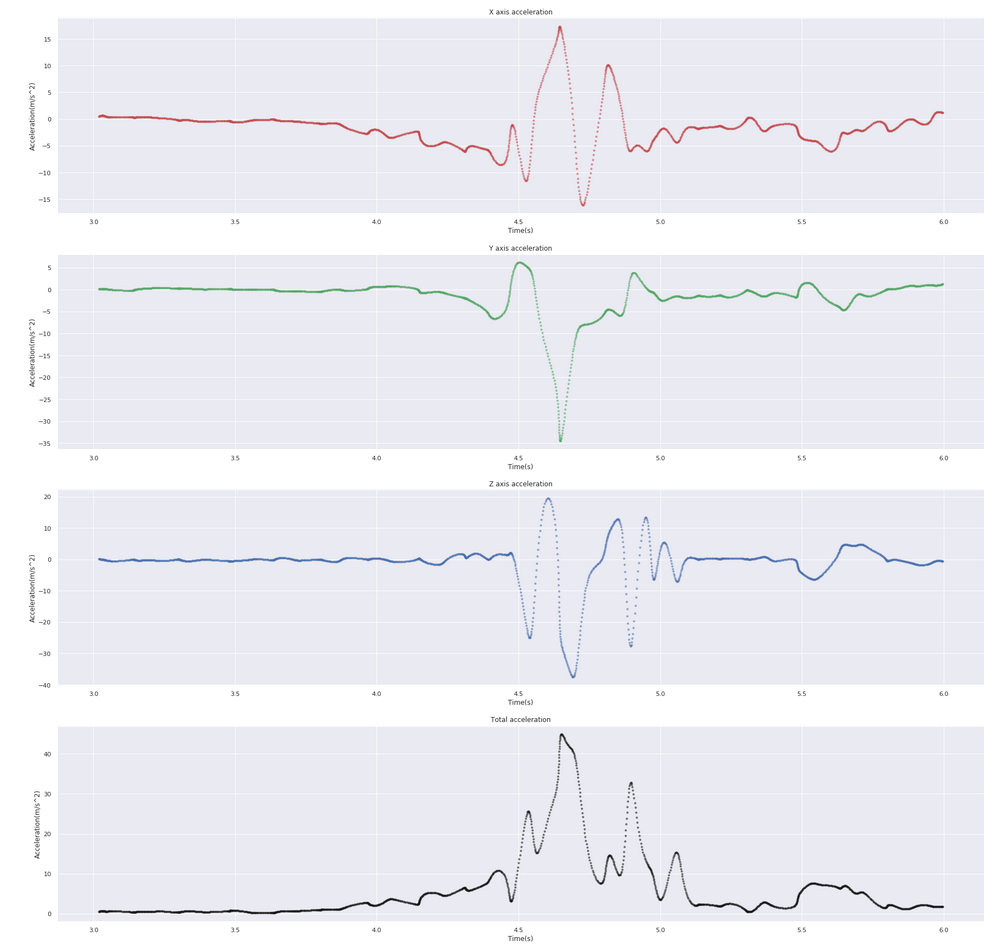 X axis acceleration
15
10
5
0
−5
−10
−15
Acceleration(m/s^2)
3.0 3.5 4.0 4.5 5.0 5.5 6.0
Time(s)
Y axis acceleration
5
0
−5
−10
−15
−20
−25
−30
−35
Acceleration(m/s^2)
3.0 3.5 4.0 4.5 5.0 5.5 6.0
Time(s)
Z axis acceleration
20
10
0
−10
−20
−30
−40
Acceleration(m/s^2)
3.0 3.5 4.0 4.5 5.0 5.5 6.0
Time(s)
Total acceleration
40
30
20
10
0
Acceleration(m/s^2)
3.0 3.5 4.0 4.5 5.0 5.5 6.0
Time(s)